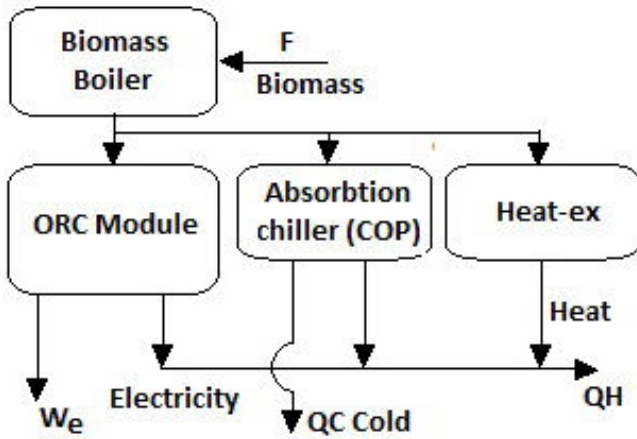 Biomass
Boiler
F
Biomass
ORC Module
Absorbtion
chiller (COP)
Heat-ex
Heat
Electricity
We
QC Cold
QH